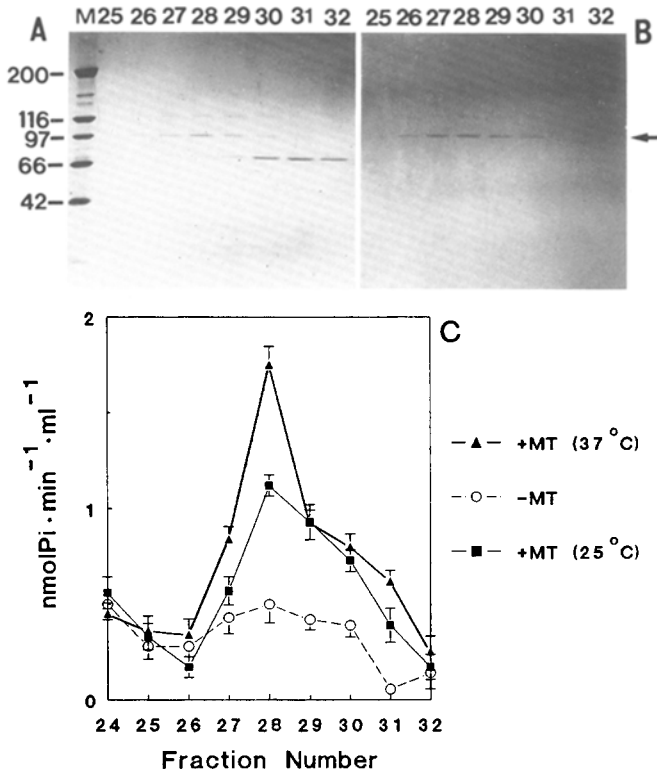 A M 25 26 27 28 29 30 31 32 25 26 27 28 29 30 31 32 B
200
116
97
66
42
C
2
1
0
nmolPi·min⁻¹·ml⁻¹
24 25 26 27 28 29 30 31 32
Fraction Number
+MT (37 °C)
-MT
+MT (25 °C)